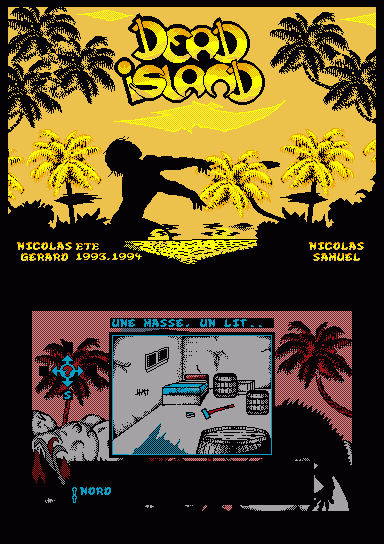 DEAD
ISLAND
NICOLAS ETE
GERARD 1993,1994
NICOLAS
SAMUEL
UNE MASSE, UN LIT..
S
NORD